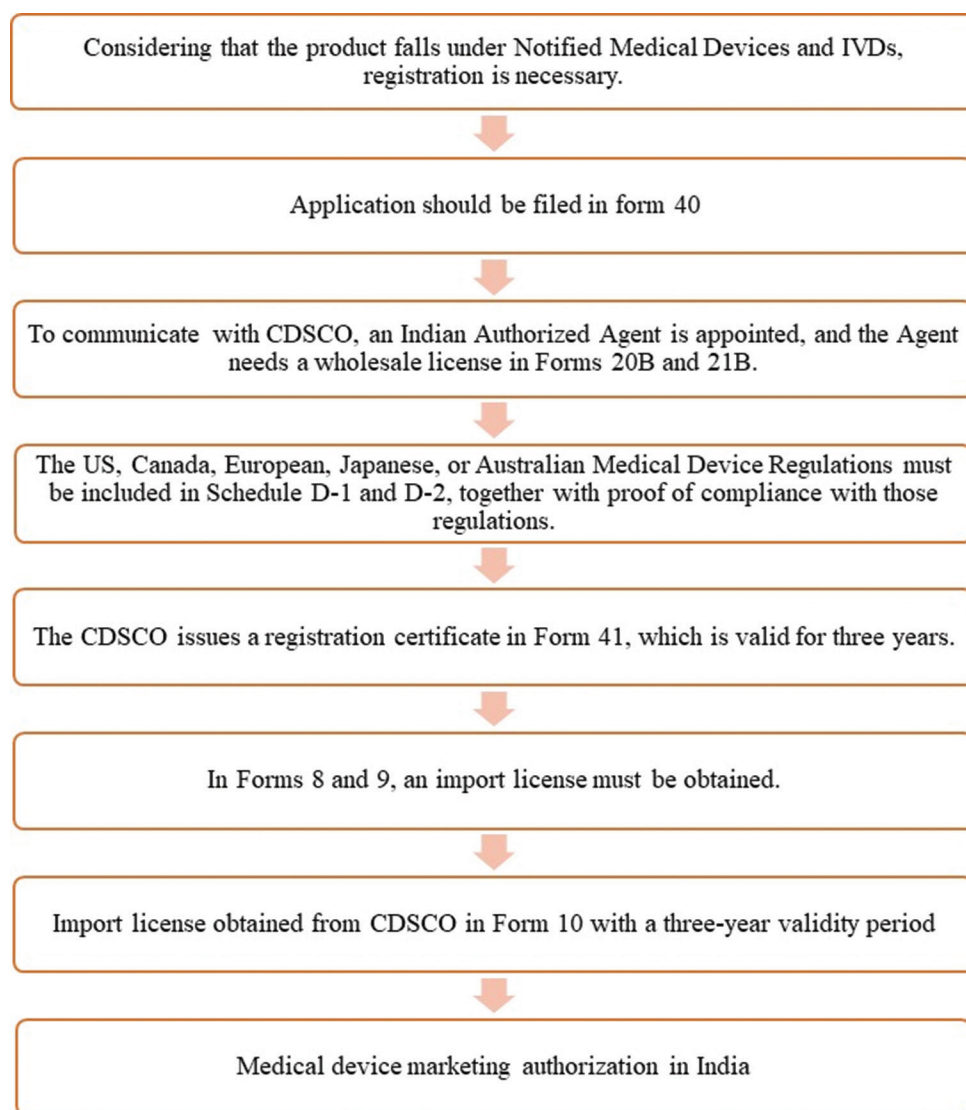 Considering that the product falls under Notified Medical Devices and IVDs,
registration is necessary.
Application should be filed in form 40
To communicate with CDSCO, an Indian Authorized Agent is appointed, and the Agent
needs a wholesale license in Forms 20B and 21B.
The US, Canada, European, Japanese, or Australian Medical Device Regulations must
be included in Schedule D-1 and D-2, together with proof of compliance with those
regulations.
The CDSCO issues a registration certificate in Form 41, which is valid for three years.
In Forms 8 and 9, an import license must be obtained.
Import license obtained from CDSCO in Form 10 with a three-year validity period
Medical device marketing authorization in India